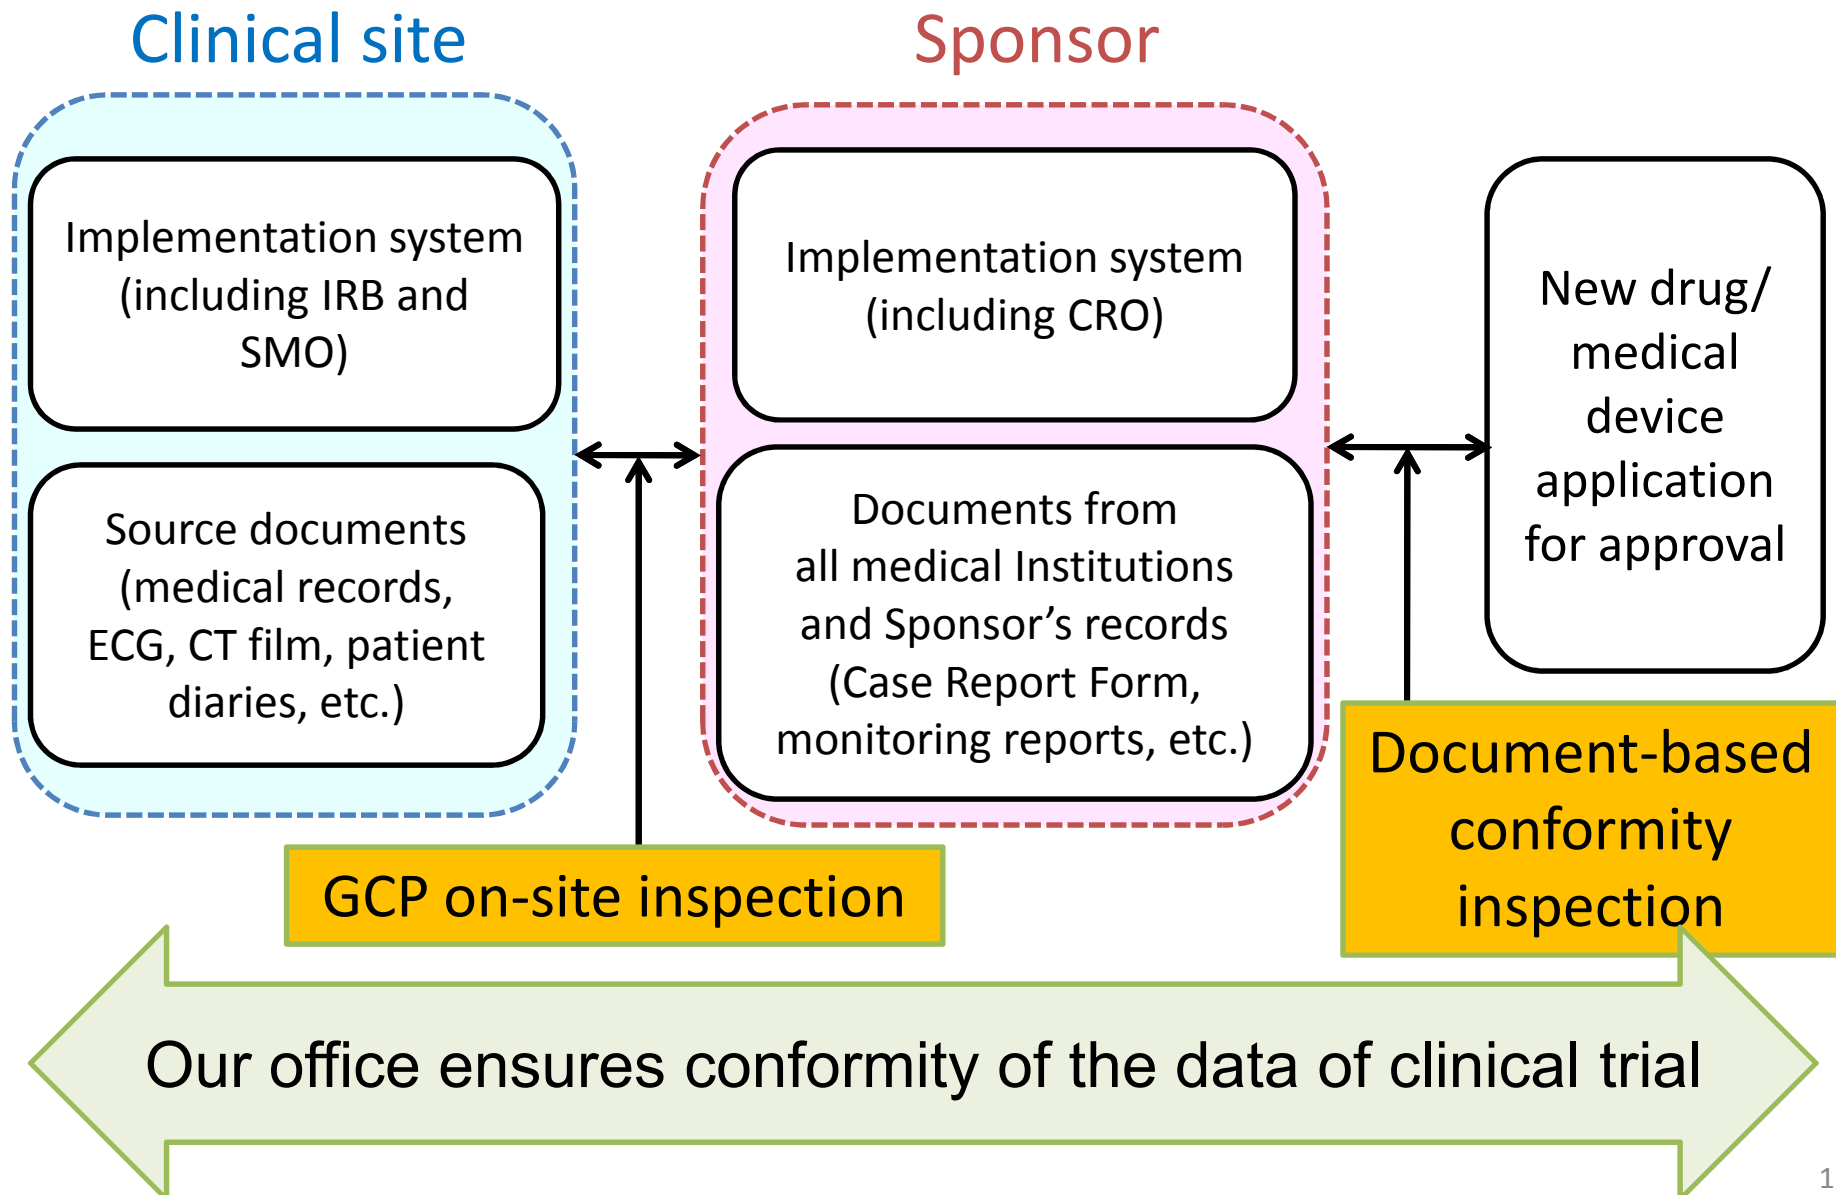 Clinical site
Implementation system
(including IRB and
SMO)
Source documents
(medical records,
ECG, CT film, patient
diaries, etc.)
Sponsor
Implementation system
(including CRO)
Documents from
all medical Institutions
and Sponsor’s records
(Case Report Form,
monitoring reports, etc.)
New drug/
medical
device
application
for approval
GCP on-site inspection
Document-based
conformity
inspection
Our office ensures conformity of the data of clinical trial
1